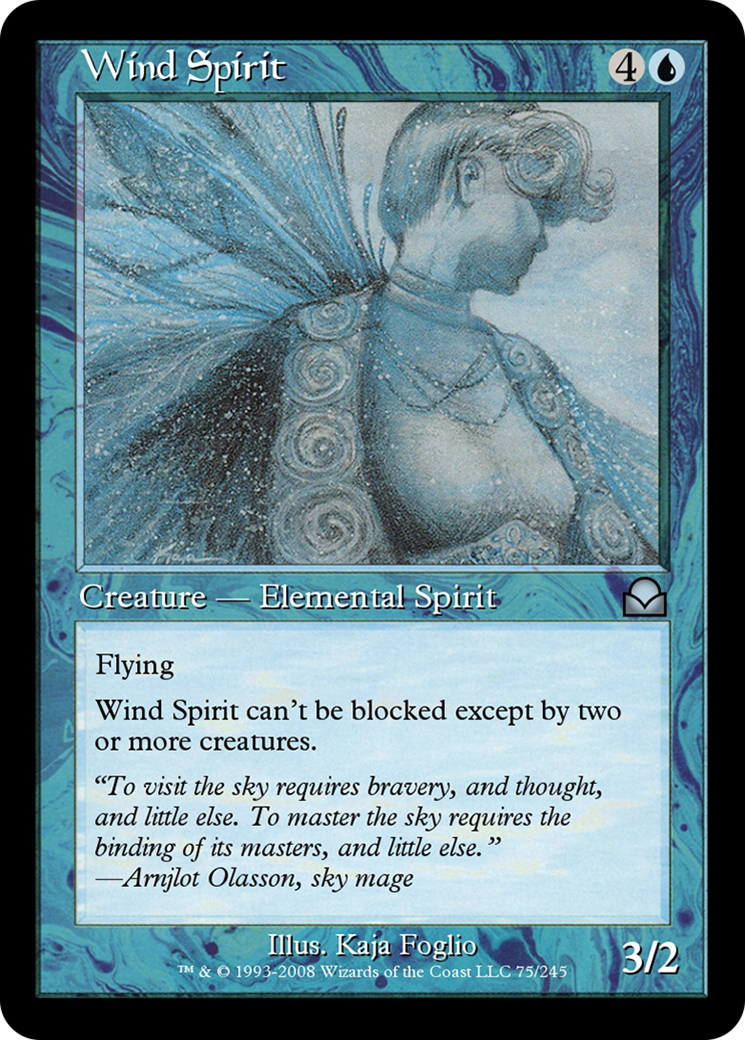 Wind Spirit
4
Kaja
Creature — Elemental Spirit
Flying
Wind Spirit can't be blocked except by two
or more creatures.
“To visit the sky requires bravery, and thought,
and little else. To master the sky requires the
binding of its masters, and little else.”
—Arnjlot Olasson, sky mage
Illus. Kaja Foglio
™ & © 1993-2008 Wizards of the Coast LLC 75/245
3/2